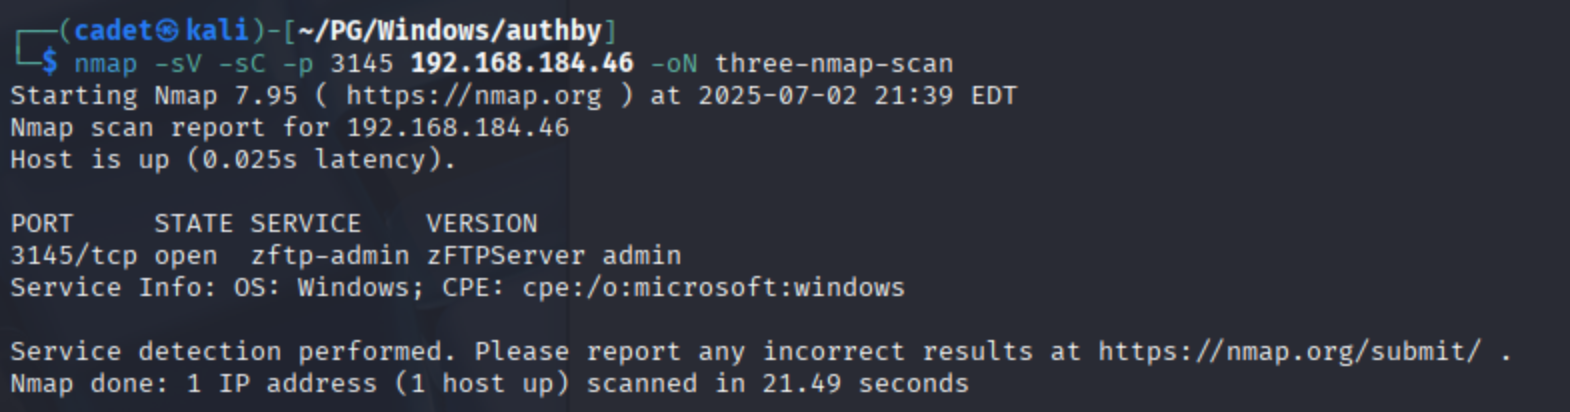 ┌──(cadet㉿kali)-[~/PG/Windows/authby]
└─$ nmap -sV -sC -p 3145 192.168.184.46 -oN three-nmap-scan
Starting Nmap 7.95 ( https://nmap.org ) at 2025-07-02 21:39 EDT
Nmap scan report for 192.168.184.46
Host is up (0.025s latency).
PORT     STATE SERVICE    VERSION
3145/tcp open  zftp-admin zFTPServer admin
Service Info: OS: Windows; CPE: cpe:/o:microsoft:windows
Service detection performed. Please report any incorrect results at https://nmap.org/submit/ .
Nmap done: 1 IP address (1 host up) scanned in 21.49 seconds